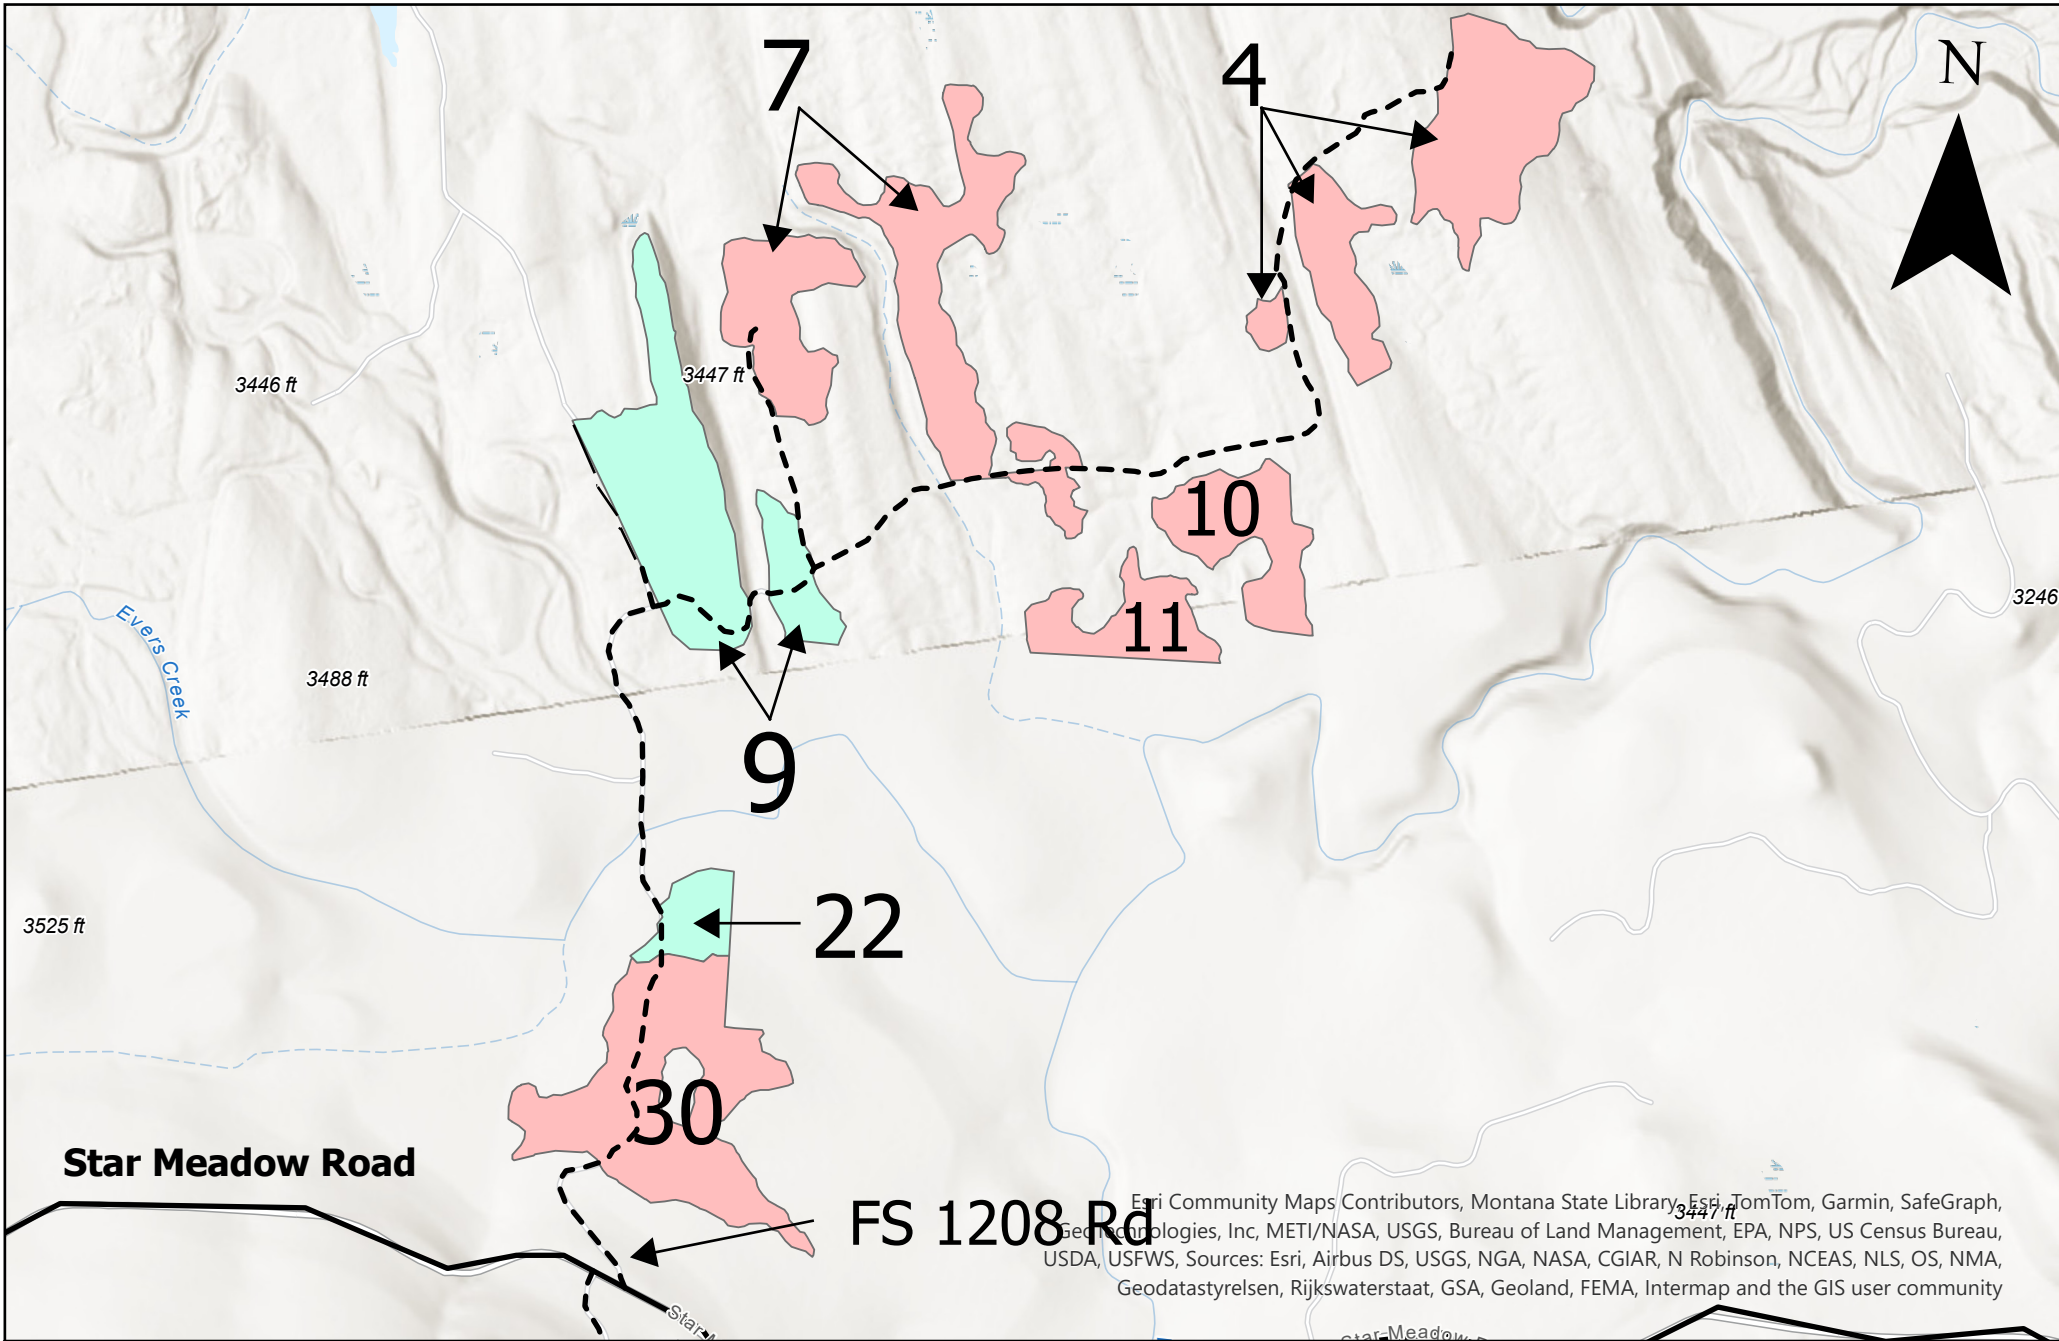 7
4
N
3447 ft
3446 ft
10
11
3246
Evers Creek
3488 ft
9
22
3525 ft
30
Star Meadow Road
FS 1208 Rd
3447 ft
Esri Community Maps Contributors, Montana State Library, Esri, TomTom, Garmin, SafeGraph,
GeoTechnologies, Inc, METI/NASA, USGS, Bureau of Land Management, EPA, NPS, US Census Bureau,
USDA, USFWS, Sources: Esri, Airbus DS, USGS, NGA, NASA, CGIAR, N Robinson, NCEAS, NLS, OS, NMA,
Geodatastyrelsen, Rijkswaterstaat, GSA, Geoland, FEMA, Intermap and the GIS user community
Star
Star-Meadow